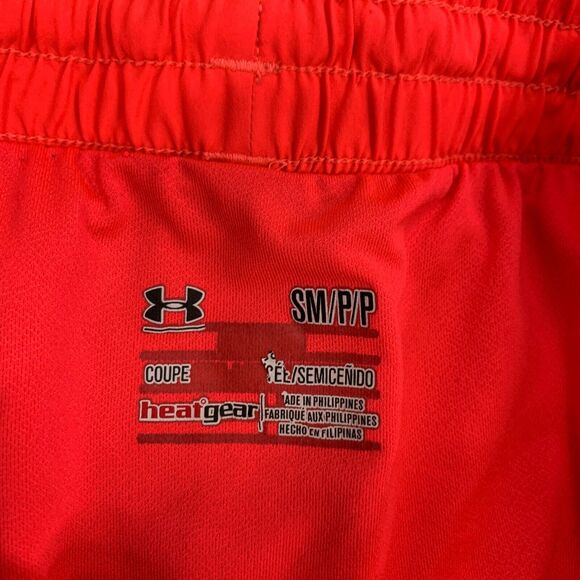 SM/P/P
COUPE ÉE/SEMICEÑIDO
heatgear
ADE IN PHILIPPINES
FABRIQUÉ AUX PHILIPPINES
HECHO EN FILIPINAS